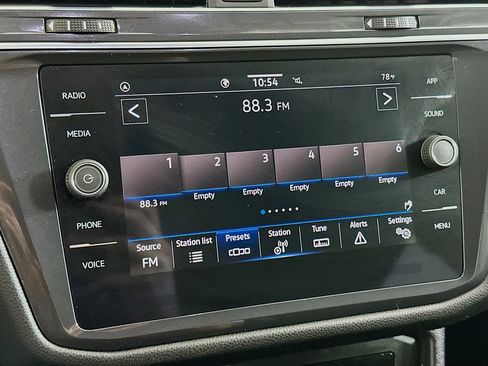 RADIO
MEDIA
PHONE
VOICE
APP
SOUND
CAR
MENU
10:54 78°F
88.3 FM
1 2 3 4 5 6
88.3 FM Empty Empty Empty Empty Empty
Source Station list Presets Station Tune Alerts Settings
FM